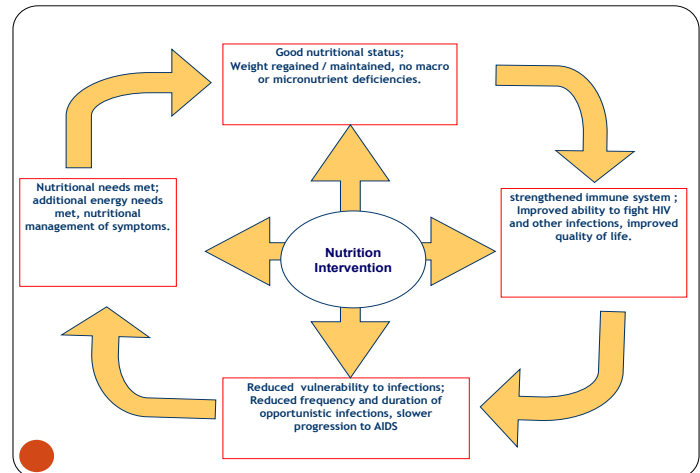 Good nutritional status;
Weight regained / maintained, no macro
or micronutrient deficiencies.
Nutritional needs met;
additional energy needs
met, nutritional
management of symptoms.
Nutrition
Intervention
strengthened immune system ;
Improved ability to fight HIV
and other infections, improved
quality of life.
Reduced vulnerability to infections;
Reduced frequency and duration of
opportunistic infections, slower
progression to AIDS